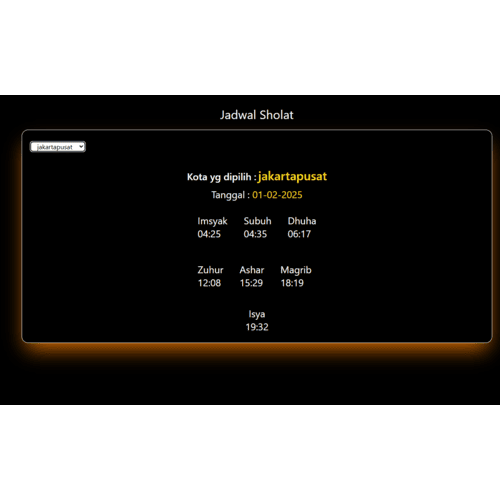 Jadwal Sholat
jakartapusat
Kota yg dipilih : jakartapusat
Tanggal : 01-02-2025
Imsyak Subuh Dhuha
04:25 04:35 06:17
Zuhur Ashar Magrib
12:08 15:29 18:19
Isya
19:32